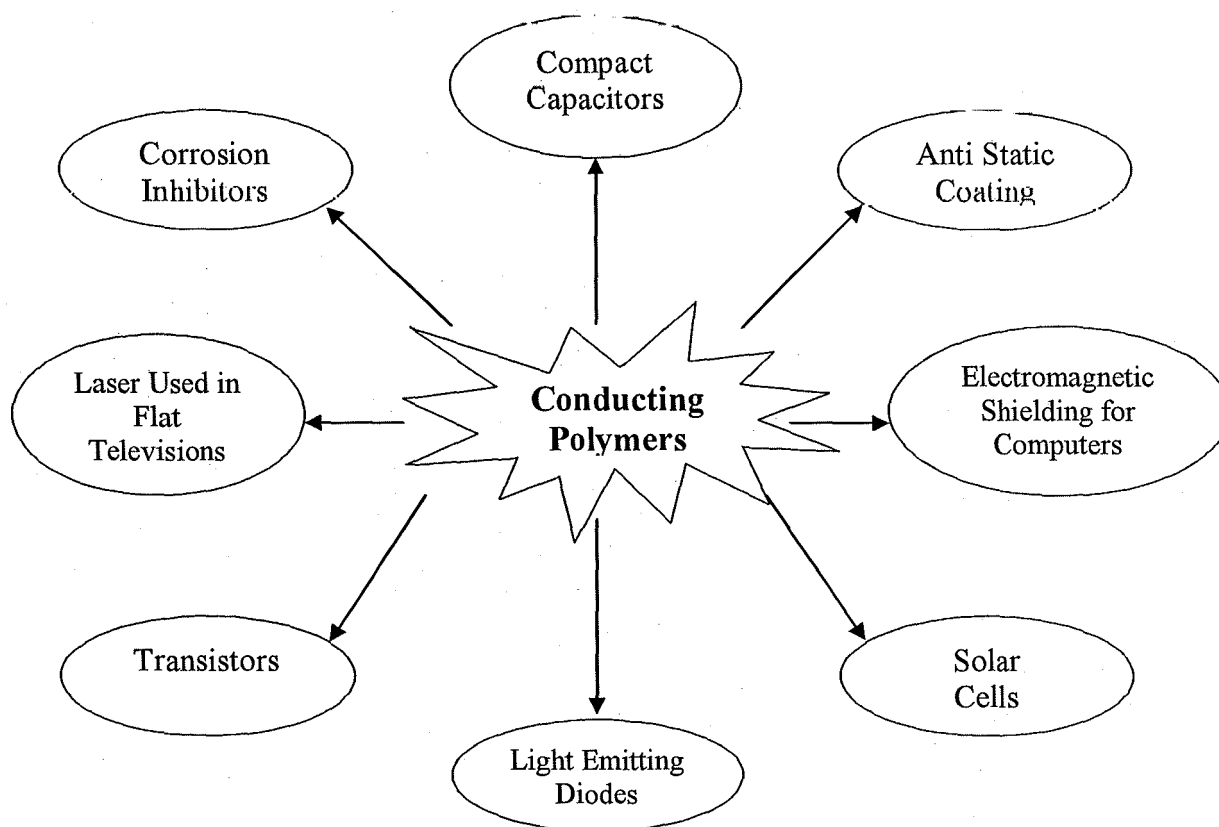 Compact
Capacitors
Corrosion
Inhibitors
Anti Static
Coating
Laser Used in
Flat
Televisions
Conducting
Polymers
Electromagnetic
Shielding for
Computers
Transistors
Solar
Cells
Light Emitting
Diodes